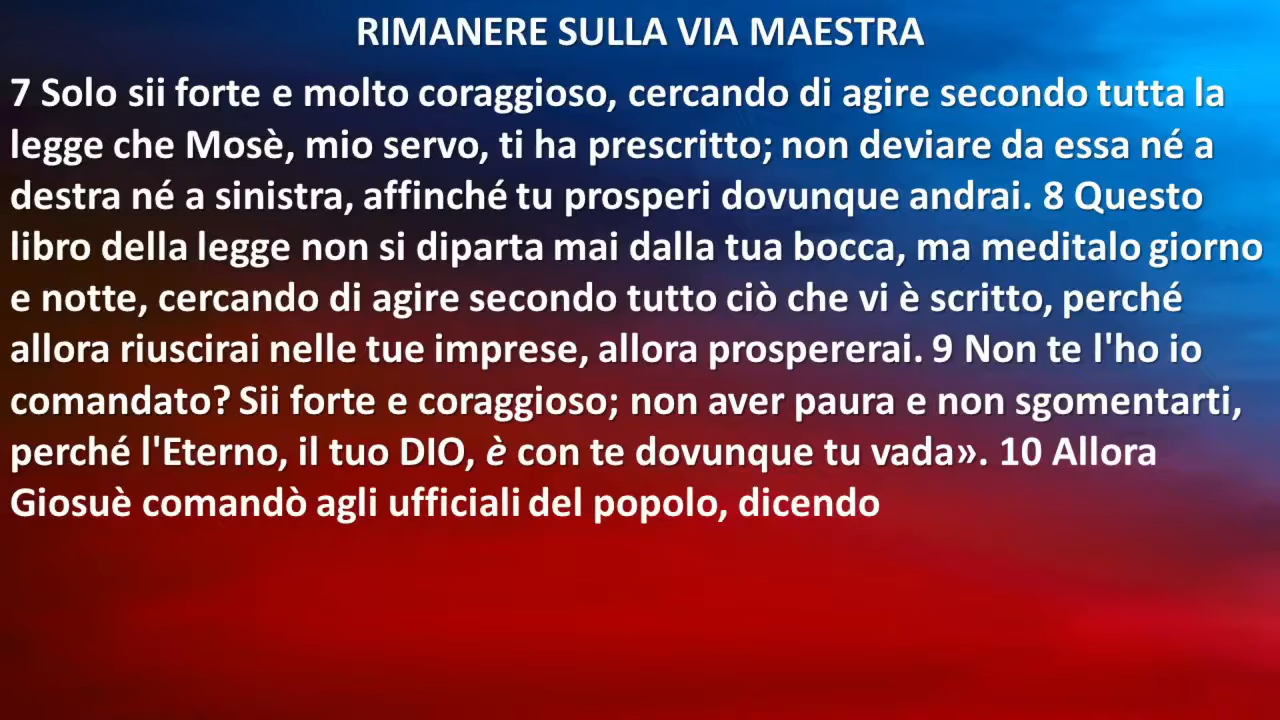 RIMANERE SULLA VIA MAESTRA
7 Solo sii forte e molto coraggioso, cercando di agire secondo tutta la
legge che Mosè, mio servo, ti ha prescritto; non deviare da essa né a
destra né a sinistra, affinché tu prosperi dovunque andrai. 8 Questo
libro della legge non si diparta mai dalla tua bocca, ma meditalo giorno
e notte, cercando di agire secondo tutto ciò che vi è scritto, perché
allora riuscirai nelle tue imprese, allora prospererai. 9 Non te l'ho io
comandato? Sii forte e coraggioso; non aver paura e non sgomentarti,
perché l'Eterno, il tuo DIO, è con te dovunque tu vada». 10 Allora
Giosuè comandò agli ufficiali del popolo, dicendo